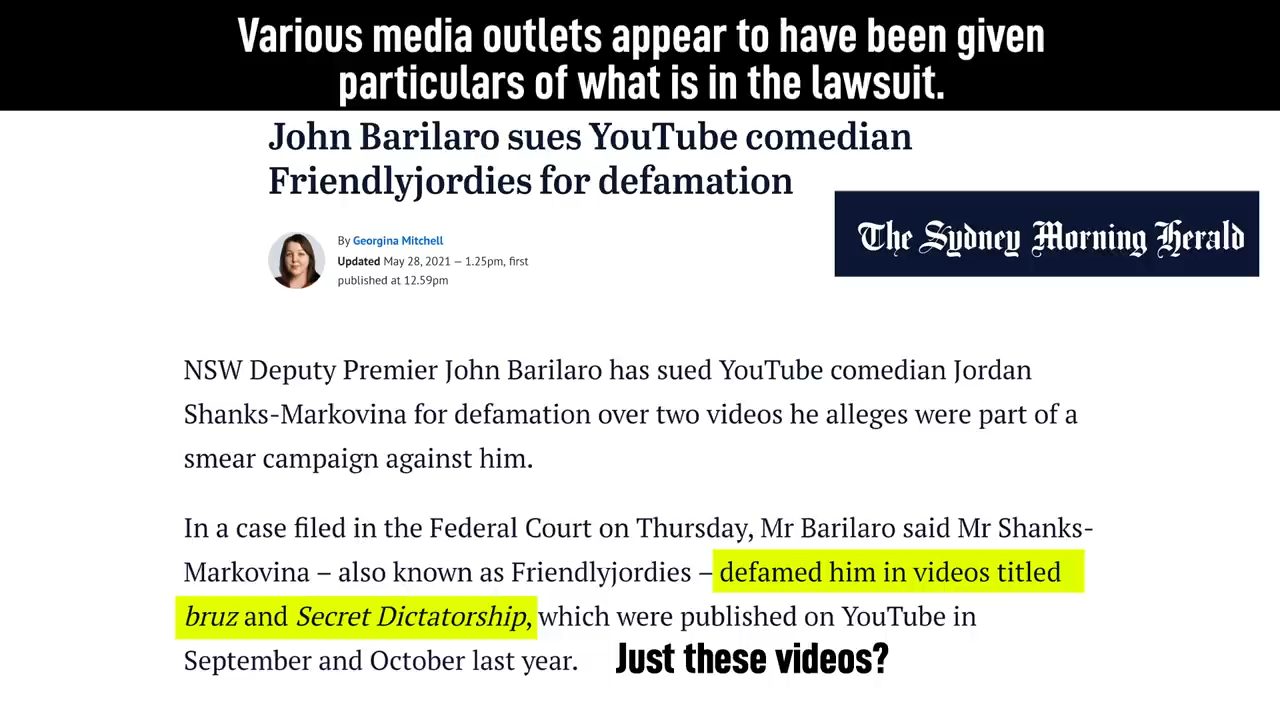 Various media outlets appear to have been given
particulars of what is in the lawsuit.
John Barilaro sues YouTube comedian
Friendlyjordies for defamation
The Sydney Morning Herald
By Georgina Mitchell
Updated May 28, 2021 — 1.25pm, first
published at 12.59pm
NSW Deputy Premier John Barilaro has sued YouTube comedian Jordan
Shanks-Markovina for defamation over two videos he alleges were part of a
smear campaign against him.
In a case filed in the Federal Court on Thursday, Mr Barilaro said Mr Shanks-
Markovina – also known as Friendlyjordies – defamed him in videos titled
bruz and Secret Dictatorship, which were published on YouTube in
September and October last year.
Just these videos?